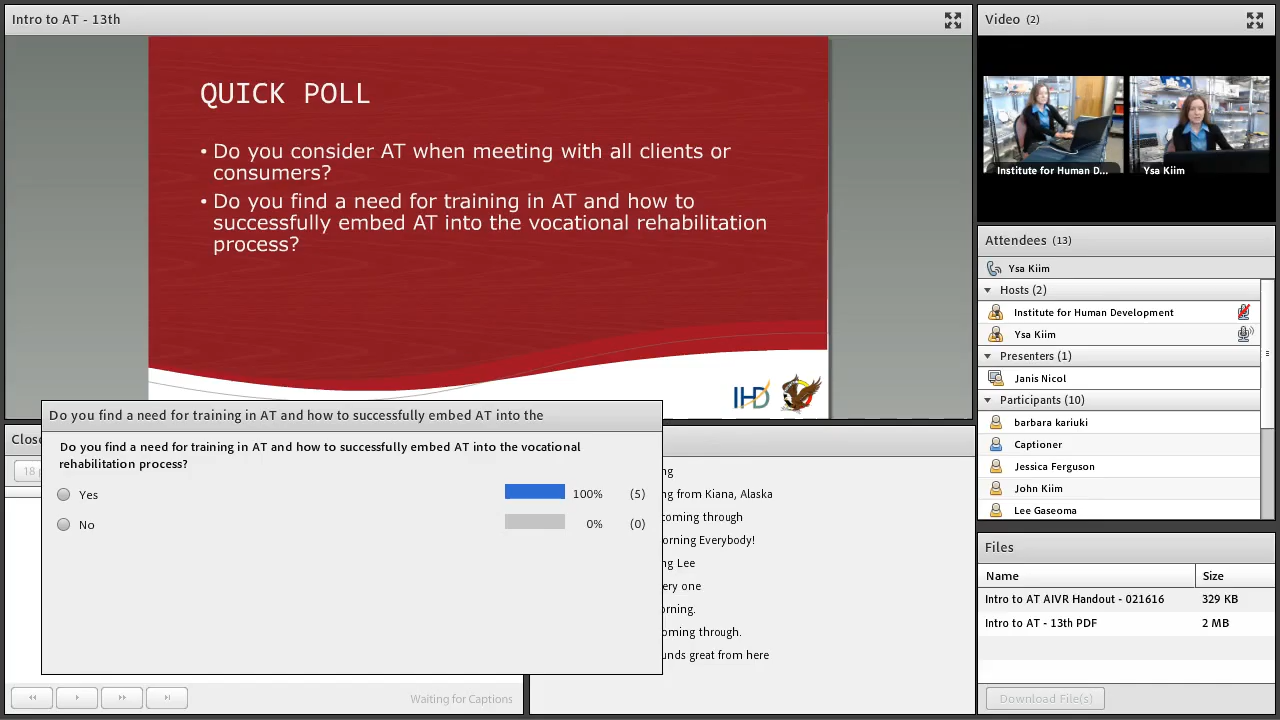 Intro to AT - 13th
QUICK POLL
• Do you consider AT when meeting with all clients or
consumers?
• Do you find a need for training in AT and how to
successfully embed AT into the vocational rehabilitation
process?
IHD
Do you find a need for training in AT and how to successfully embed AT into the
Do you find a need for training in AT and how to successfully embed AT into the vocational
rehabilitation process?
Yes 100% (5)
No 0% (0)
Clos
18
Waiting for Captions
ng
ng from Kiana, Alaska
coming through
orning Everybody!
ng Lee
ery one
orning.
oming through.
unds great from here
Video (2)
Institute for Human D...
Ysa Kiim
Attendees (13)
Ysa Kiim
Hosts (2)
Institute for Human Development
Ysa Kiim
Presenters (1)
Janis Nicol
Participants (10)
barbara kariuki
Captioner
Jessica Ferguson
John Kiim
Lee Gaseoma
Files
Name Size
Intro to AT AIVR Handout - 021616 329 KB
Intro to AT - 13th PDF 2 MB
Download File(s)